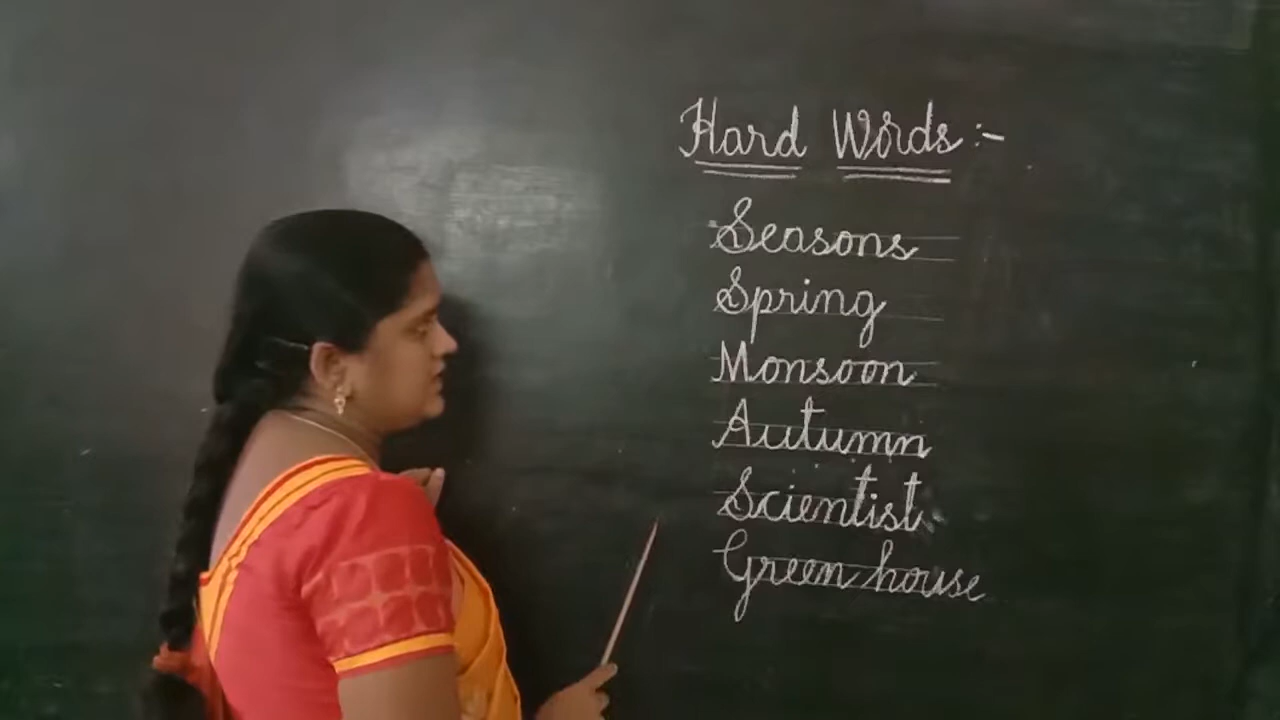 Hard Words :-
Seasons
Spring
Monsoon
Autumn
Scientist
Green house